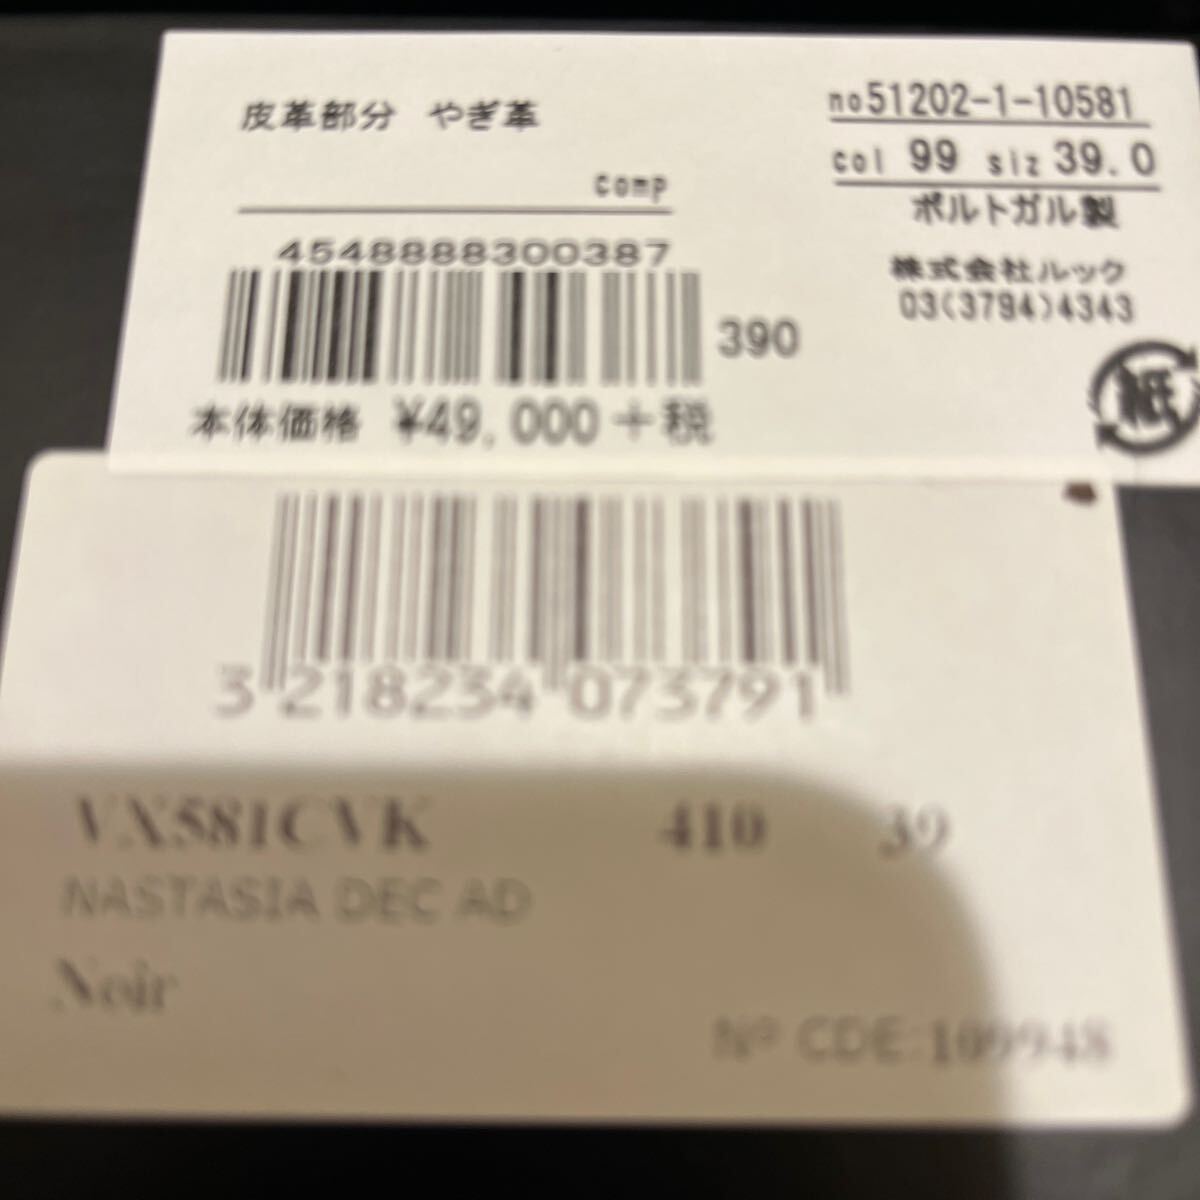 皮革部分 やぎ革
comp
no51202-1-10581
col 99 siz 39.0
ポルトガル製
株式会社ルック
03(3794)4343
4548888300387
390
本体価格 ¥49,000+税
紙
3 218234 073791
VX581CVK 410 39
NASTASIA DEC AD
Noir
Nº CDE:109948